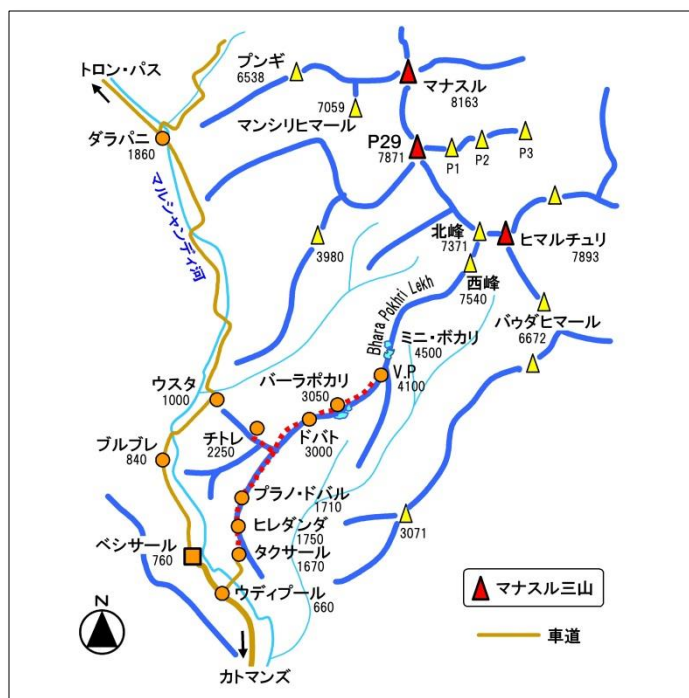 トロン・パス
プンギ
6538
マナスル
8163
7059
マンシリヒマール
P29
7871
P1
P2
P3
ダラパニ
1860
マルシャンディ河
3980
北峰
7371
ヒマルチュリ
7893
西峰
7540
Bhara Pokhri Lekh
バウダヒマール
6672
ミニ・ポカリ
4500
V.P
4100
バーラポカリ
3050
ウスタ
1000
チトレ
2250
ドバト
3000
ブルブレ
840
プラノ・ドバル
1710
ヒレダンダ
1750
3071
ベシサール
760
タクサール
1670
ウディプール
660
マナスル三山
N
車道
カトマンズ